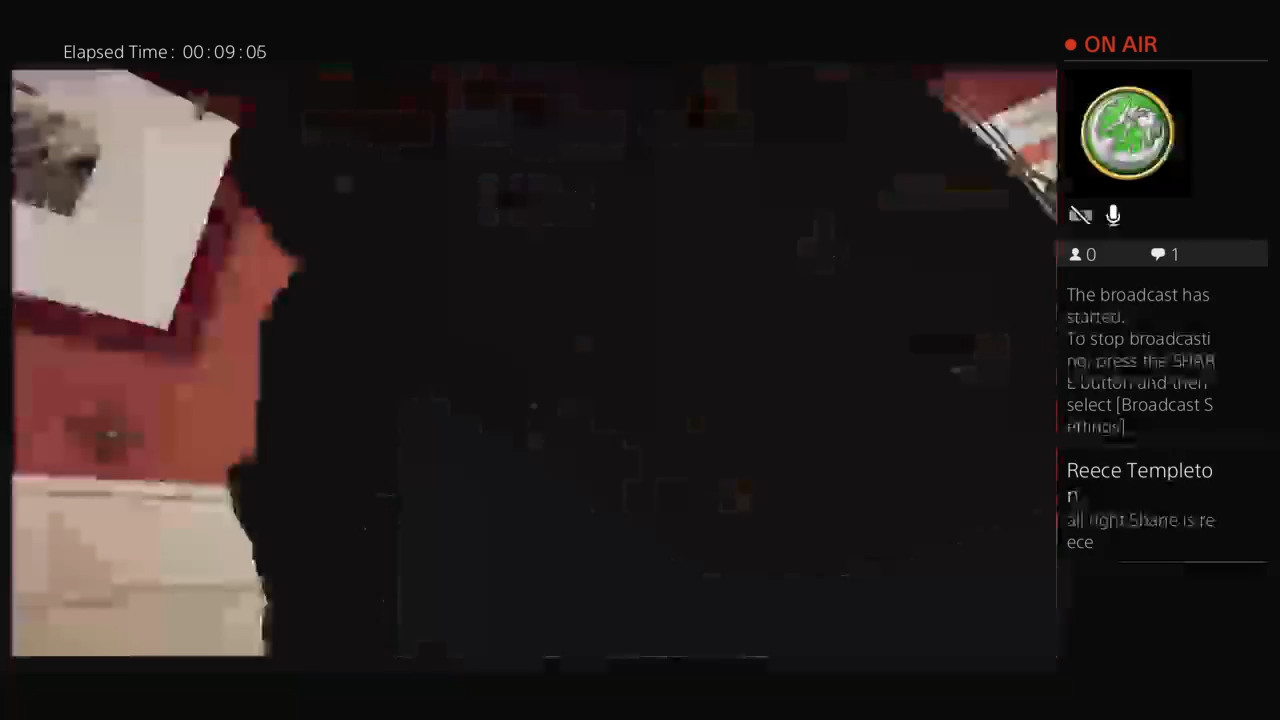 Elapsed Time: 00:09:05
ON AIR
0
1
The broadcast has
started.
To stop broadcasti
ng, press the SHAR
E button and then
select [Broadcast S
ettings]
Reece Templeto
n
all right Shane is re
ece